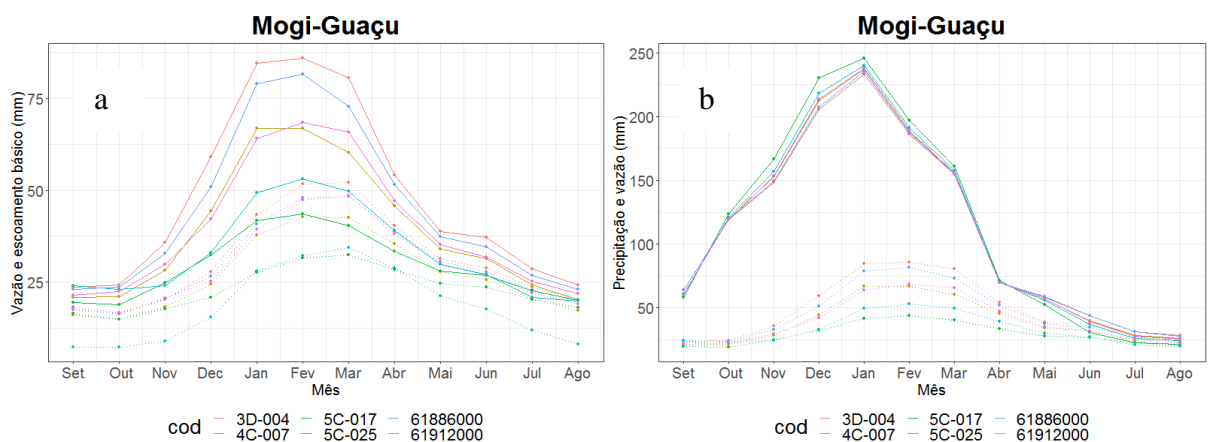 Mogi-Guaçu
a
Vazão e escoamento básico (mm)
75
50
25
Set Out Nov Dec Jan Fev Mar Abr Mai Jun Jul Ago
Mês
cod 3D-004 5C-017 61886000
4C-007 5C-025 61912000
Mogi-Guaçu
b
Precipitação e vazão (mm)
250
200
150
100
50
Set Out Nov Dec Jan Fev Mar Abr Mai Jun Jul Ago
Mês
cod 3D-004 5C-017 61886000
4C-007 5C-025 61912000